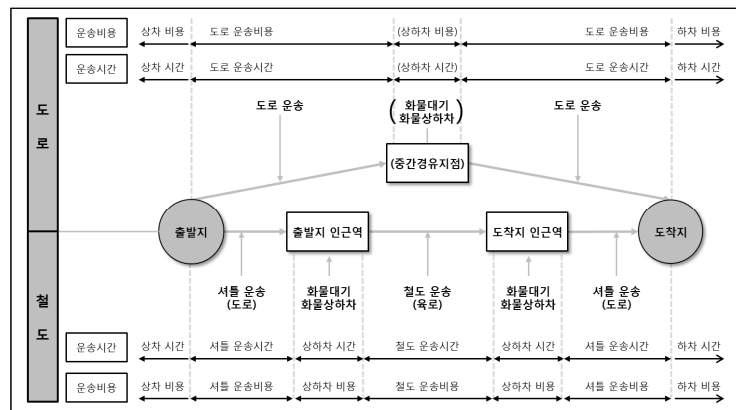 운송비용 상차 비용 도로 운송비용 (상하차 비용) 도로 운송비용 하차 비용
운송시간 상차 시간 도로 운송시간 (상하차 시간) 도로 운송시간 하차 시간
도로
도로 운송
(화물대기
화물상하차)
도로 운송
(중간경유지점)
출발지 출발지 인근역 도착지 인근역 도착지
철도
셔틀 운송
(도로)
화물대기
화물상하차
철도 운송
(육로)
화물대기
화물상하차
셔틀 운송
(도로)
운송시간 상차 시간 셔틀 운송시간 상하차 시간 철도 운송시간 상하차 시간 셔틀 운송시간 하차 시간
운송비용 상차 비용 셔틀 운송비용 상하차 비용 철도 운송비용 상하차 비용 셔틀 운송비용 하차 비용